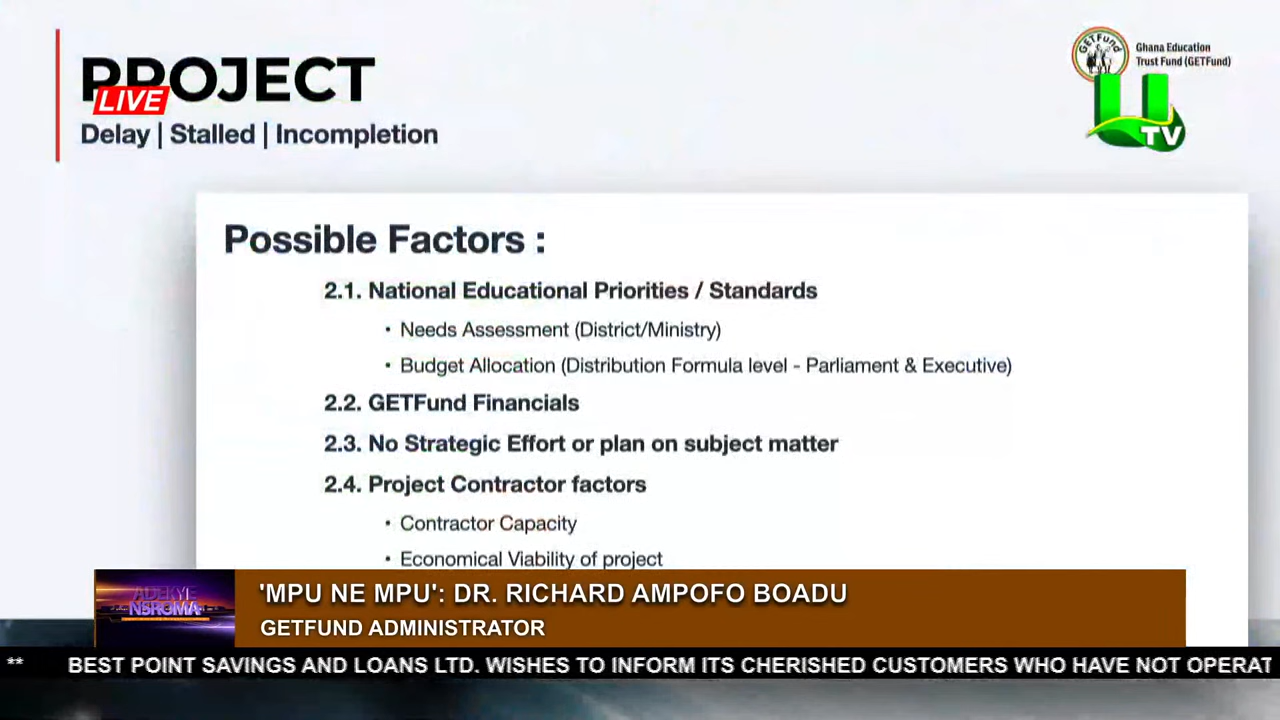 PROJECT
LIVE
Delay | Stalled | Incompletion
GETFund
Ghana Education
Trust Fund (GETFund)
U
TV
Possible Factors :
2.1. National Educational Priorities / Standards
• Needs Assessment (District/Ministry)
• Budget Allocation (Distribution Formula level - Parliament & Executive)
2.2. GETFund Financials
2.3. No Strategic Effort or plan on subject matter
2.4. Project Contractor factors
• Contractor Capacity
• Economical Viability of project
ADEKYE
NSROMA
'MPU NE MPU': DR. RICHARD AMPOFO BOADU
GETFUND ADMINISTRATOR
** BEST POINT SAVINGS AND LOANS LTD. WISHES TO INFORM ITS CHERISHED CUSTOMERS WHO HAVE NOT OPERAT